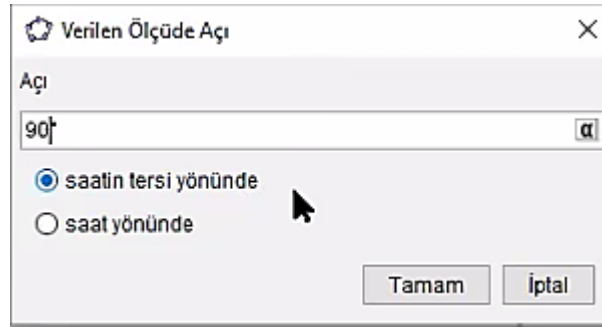 Verilen Ölçüde Açı
Açı
90°
α
saatin tersi yönünde
saat yönünde
Tamam İptal